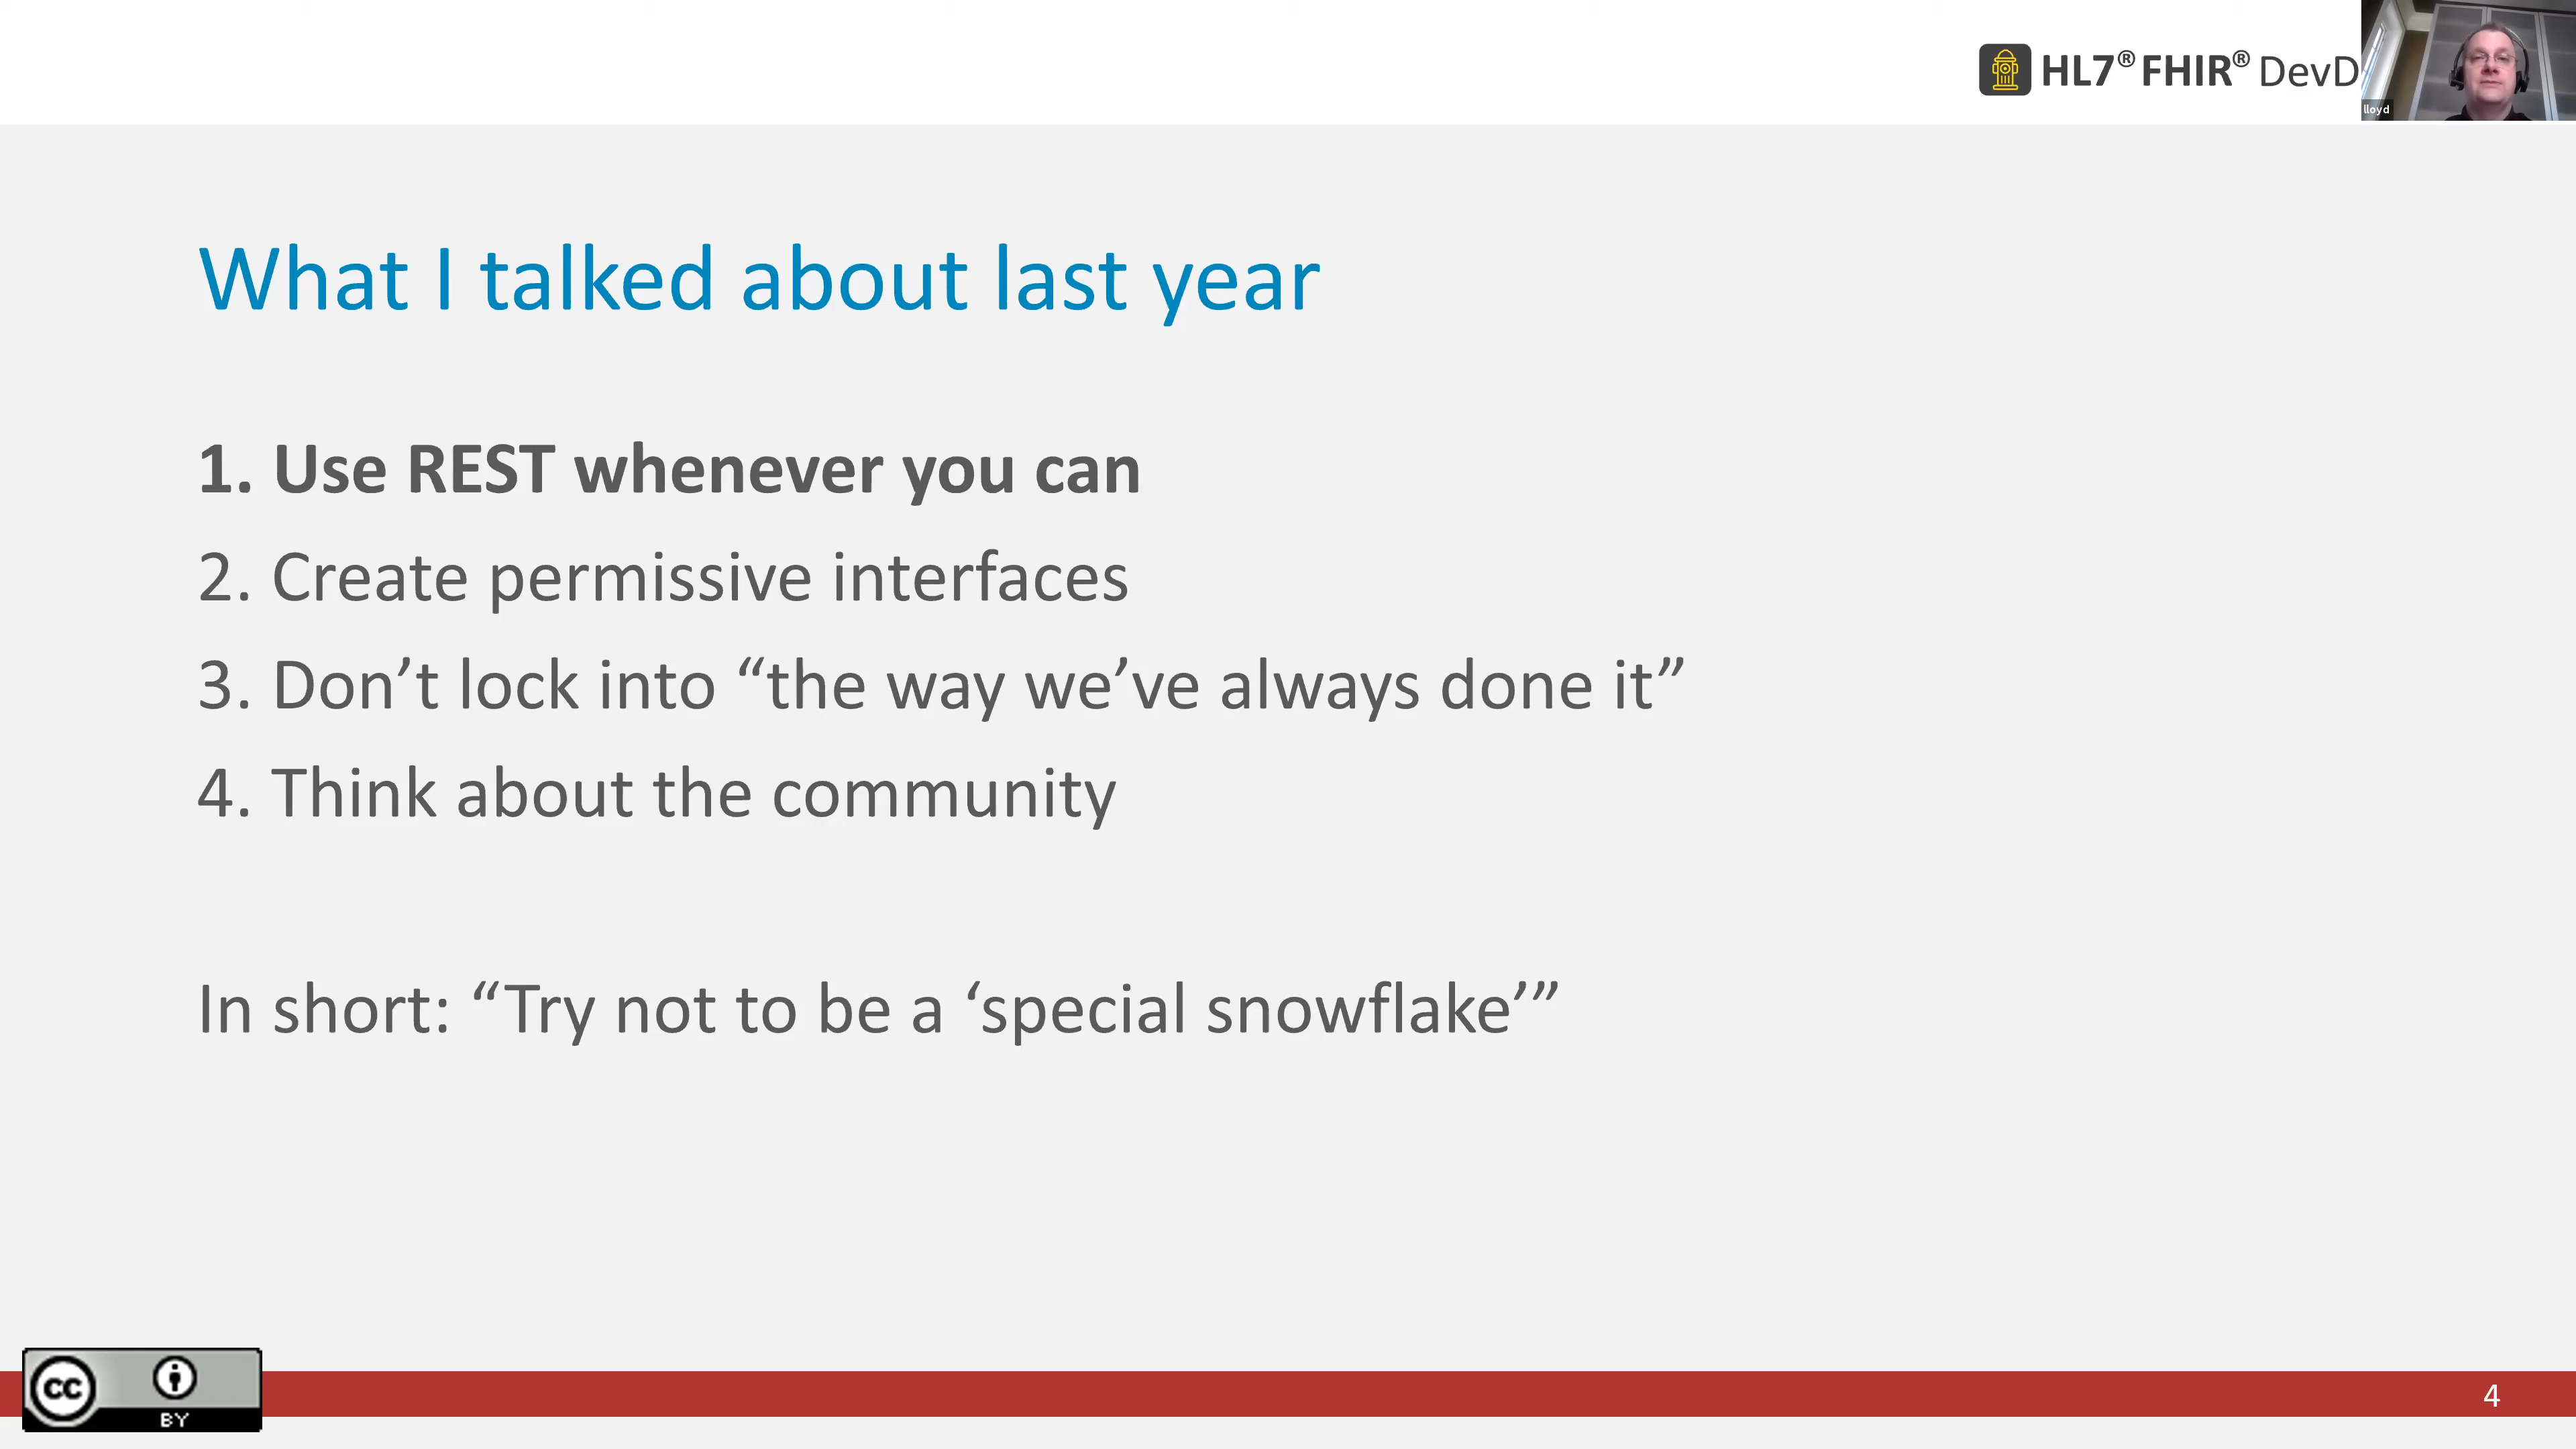 HL7® FHIR® DevD
lloyd
What I talked about last year
1. Use REST whenever you can
2. Create permissive interfaces
3. Don’t lock into “the way we’ve always done it”
4. Think about the community
In short: “Try not to be a ‘special snowflake’”
cc
BY
4